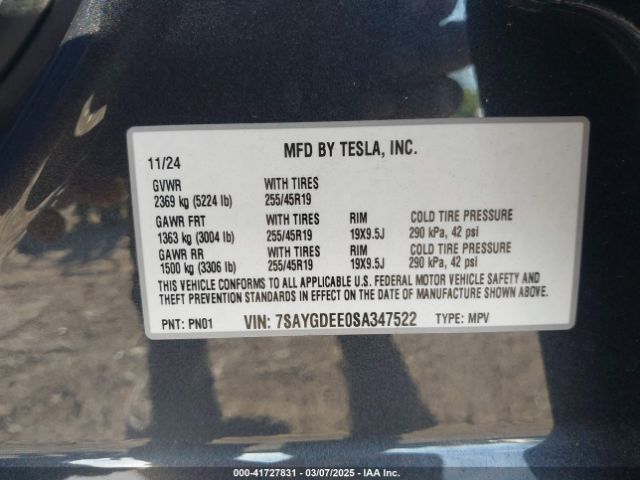 MFD BY TESLA, INC.
11/24
GVWR WITH TIRES
2369 kg (5224 lb) 255/45R19
GAWR FRT WITH TIRES RIM COLD TIRE PRESSURE
1363 kg (3004 lb) 255/45R19 19X9.5J 290 kPa, 42 psi
GAWR RR WITH TIRES RIM COLD TIRE PRESSURE
1500 kg (3306 lb) 255/45R19 19X9.5J 290 kPa, 42 psi
THIS VEHICLE CONFORMS TO ALL APPLICABLE U.S. FEDERAL MOTOR VEHICLE SAFETY AND
THEFT PREVENTION STANDARDS IN EFFECT ON THE DATE OF MANUFACTURE SHOWN ABOVE.
PNT: PN01 VIN: 7SAYGDEE0SA347522 TYPE: MPV
000-41727831 - 03/07/2025 - IAA Inc.